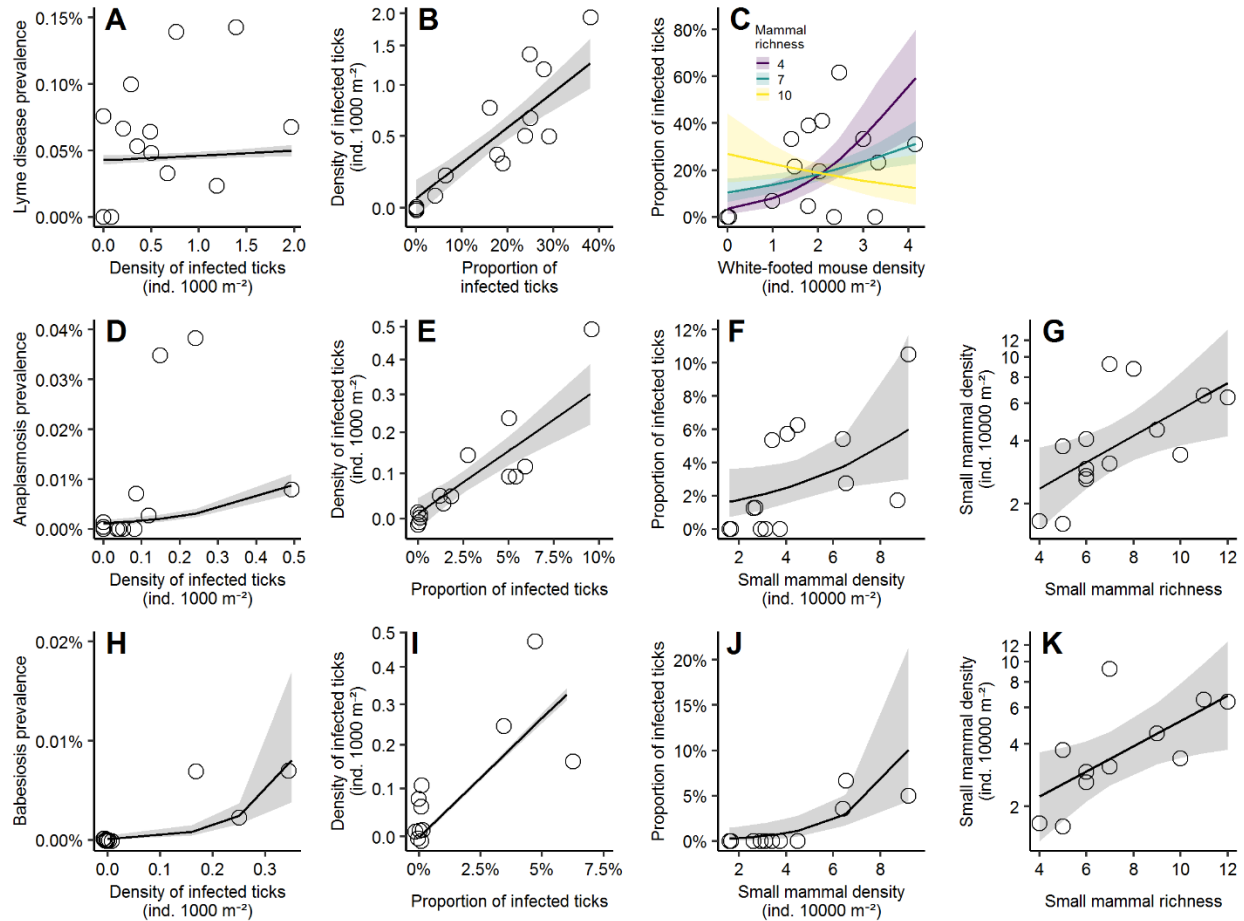 A
Lyme disease prevalence
0.15%
0.10%
0.05%
0.00%
0.0 0.5 1.0 1.5 2.0
Density of infected ticks
(ind. 1000 m⁻²)
B
Density of infected ticks
(ind. 1000 m⁻²)
2.0
1.5
1.0
0.5
0.0
0% 10% 20% 30% 40%
Proportion of
infected ticks
C
Proportion of infected ticks
80%
60%
40%
20%
0%
Mammal
richness
4
7
10
0 1 2 3 4
White-footed mouse density
(ind. 10000 m⁻²)
D
Anaplasmosis prevalence
0.04%
0.03%
0.02%
0.01%
0.00%
0.0 0.1 0.2 0.3 0.4 0.5
Density of infected ticks
(ind. 1000 m⁻²)
E
Density of infected ticks
(ind. 1000 m⁻²)
0.5
0.4
0.3
0.2
0.1
0.0
0% 2.5% 5% 7.5% 10%
Proportion of infected ticks
F
Proportion of infected ticks
12%
10%
8%
6%
4%
2%
0%
2 4 6 8
Small mammal density
(ind. 10000 m⁻²)
G
Small mammal density
(ind. 10000 m⁻²)
12
10
8
6
4
2
4 6 8 10 12
Small mammal richness
H
Babesiosis prevalence
0.02%
0.01%
0.00%
0.0 0.1 0.2 0.3
Density of infected ticks
(ind. 1000 m⁻²)
I
Density of infected ticks
(ind. 1000 m⁻²)
0.5
0.4
0.3
0.2
0.1
0.0
0% 2.5% 5% 7.5%
Proportion of infected ticks
J
Proportion of infected ticks
20%
15%
10%
5%
0%
2 4 6 8
Small mammal density
(ind. 10000 m⁻²)
K
Small mammal density
(ind. 10000 m⁻²)
12
10
8
6
4
2
4 6 8 10 12
Small mammal richness